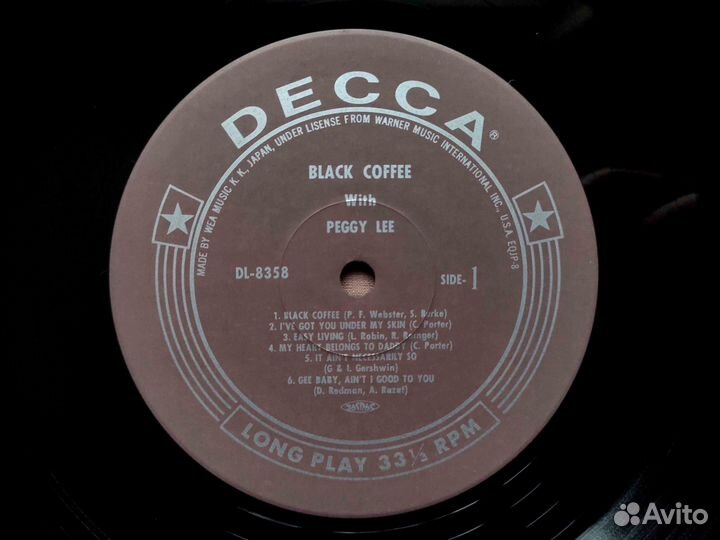 DECCA®
MADE BY WEA MUSIC K. K., JAPAN, UNDER LISENSE FROM WARNER MUSIC INTERNATIONAL INC., U.S.A. EQJP-8
BLACK COFFEE
With
PEGGY LEE
DL-8358
SIDE-1
1. BLACK COFFEE (P. F. Webster, S. Burke)
2. I'VE GOT YOU UNDER MY SKIN (C. Porter)
3. EASY LIVING (L. Robin, R. Rainger)
4. MY HEART BELONGS TO DADDY (C. Porter)
5. IT AIN'T NECESSARILY SO
(G & I. Gershwin)
6. GEE BABY, AIN'T I GOOD TO YOU
(D. Redman, A. Razaf)
LONG PLAY 33⅓ RPM
Avito